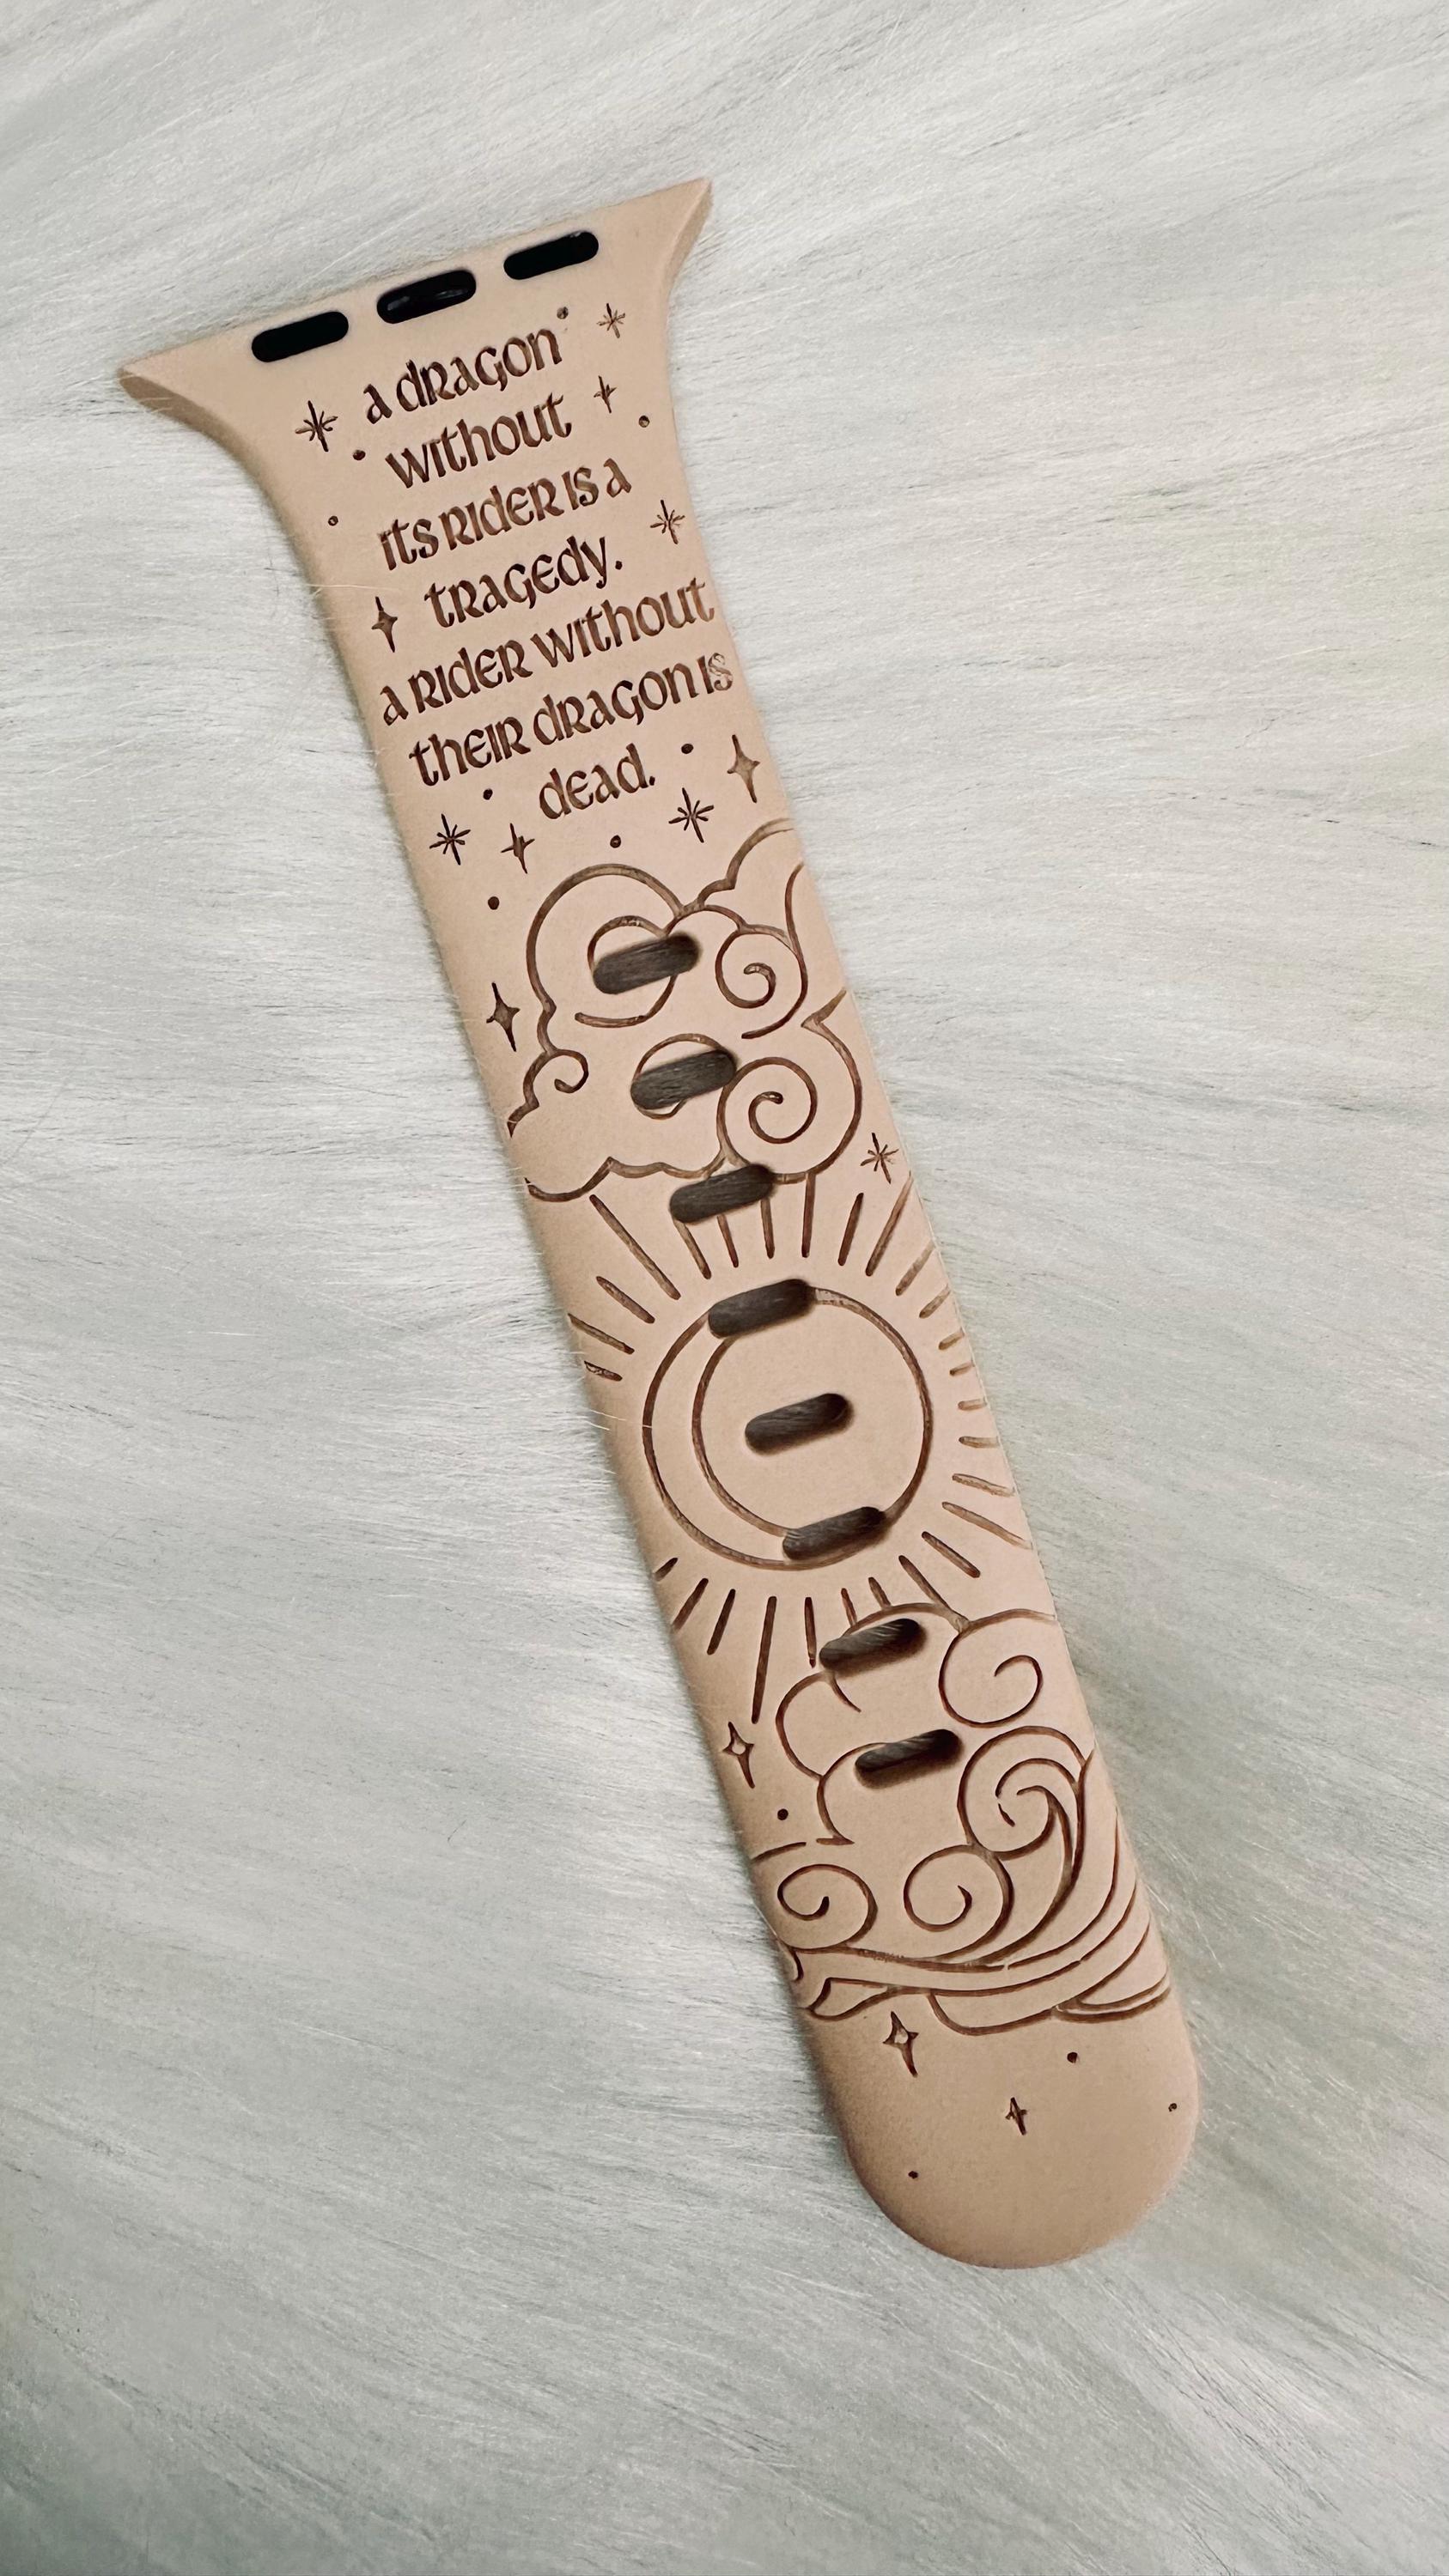 a dragon
without
its rider is a
tragedy.
a rider without
their dragon is
dead.